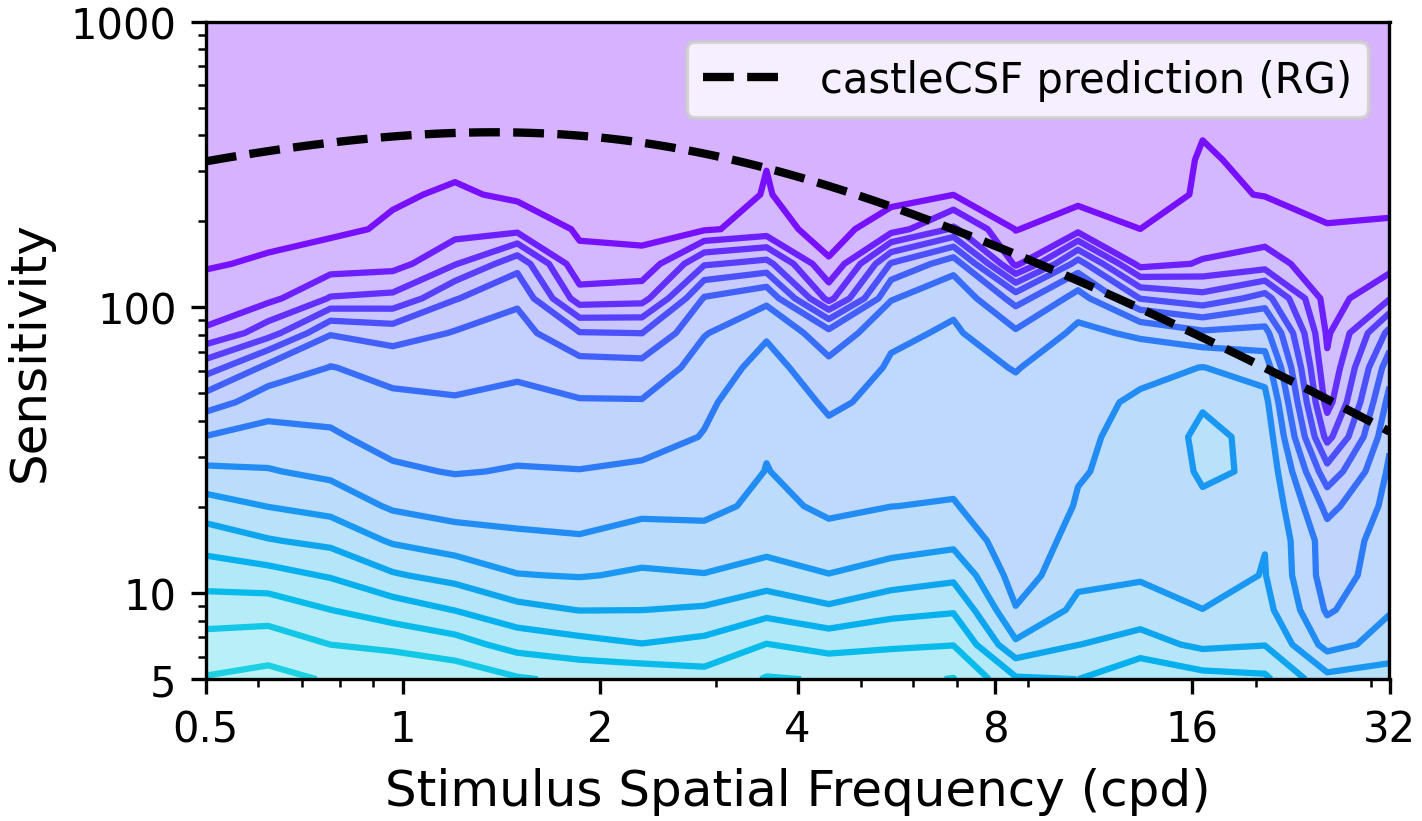 1000
castleCSF prediction (RG)
100
10
5
Sensitivity
0.5 1 2 4 8 16 32
Stimulus Spatial Frequency (cpd)